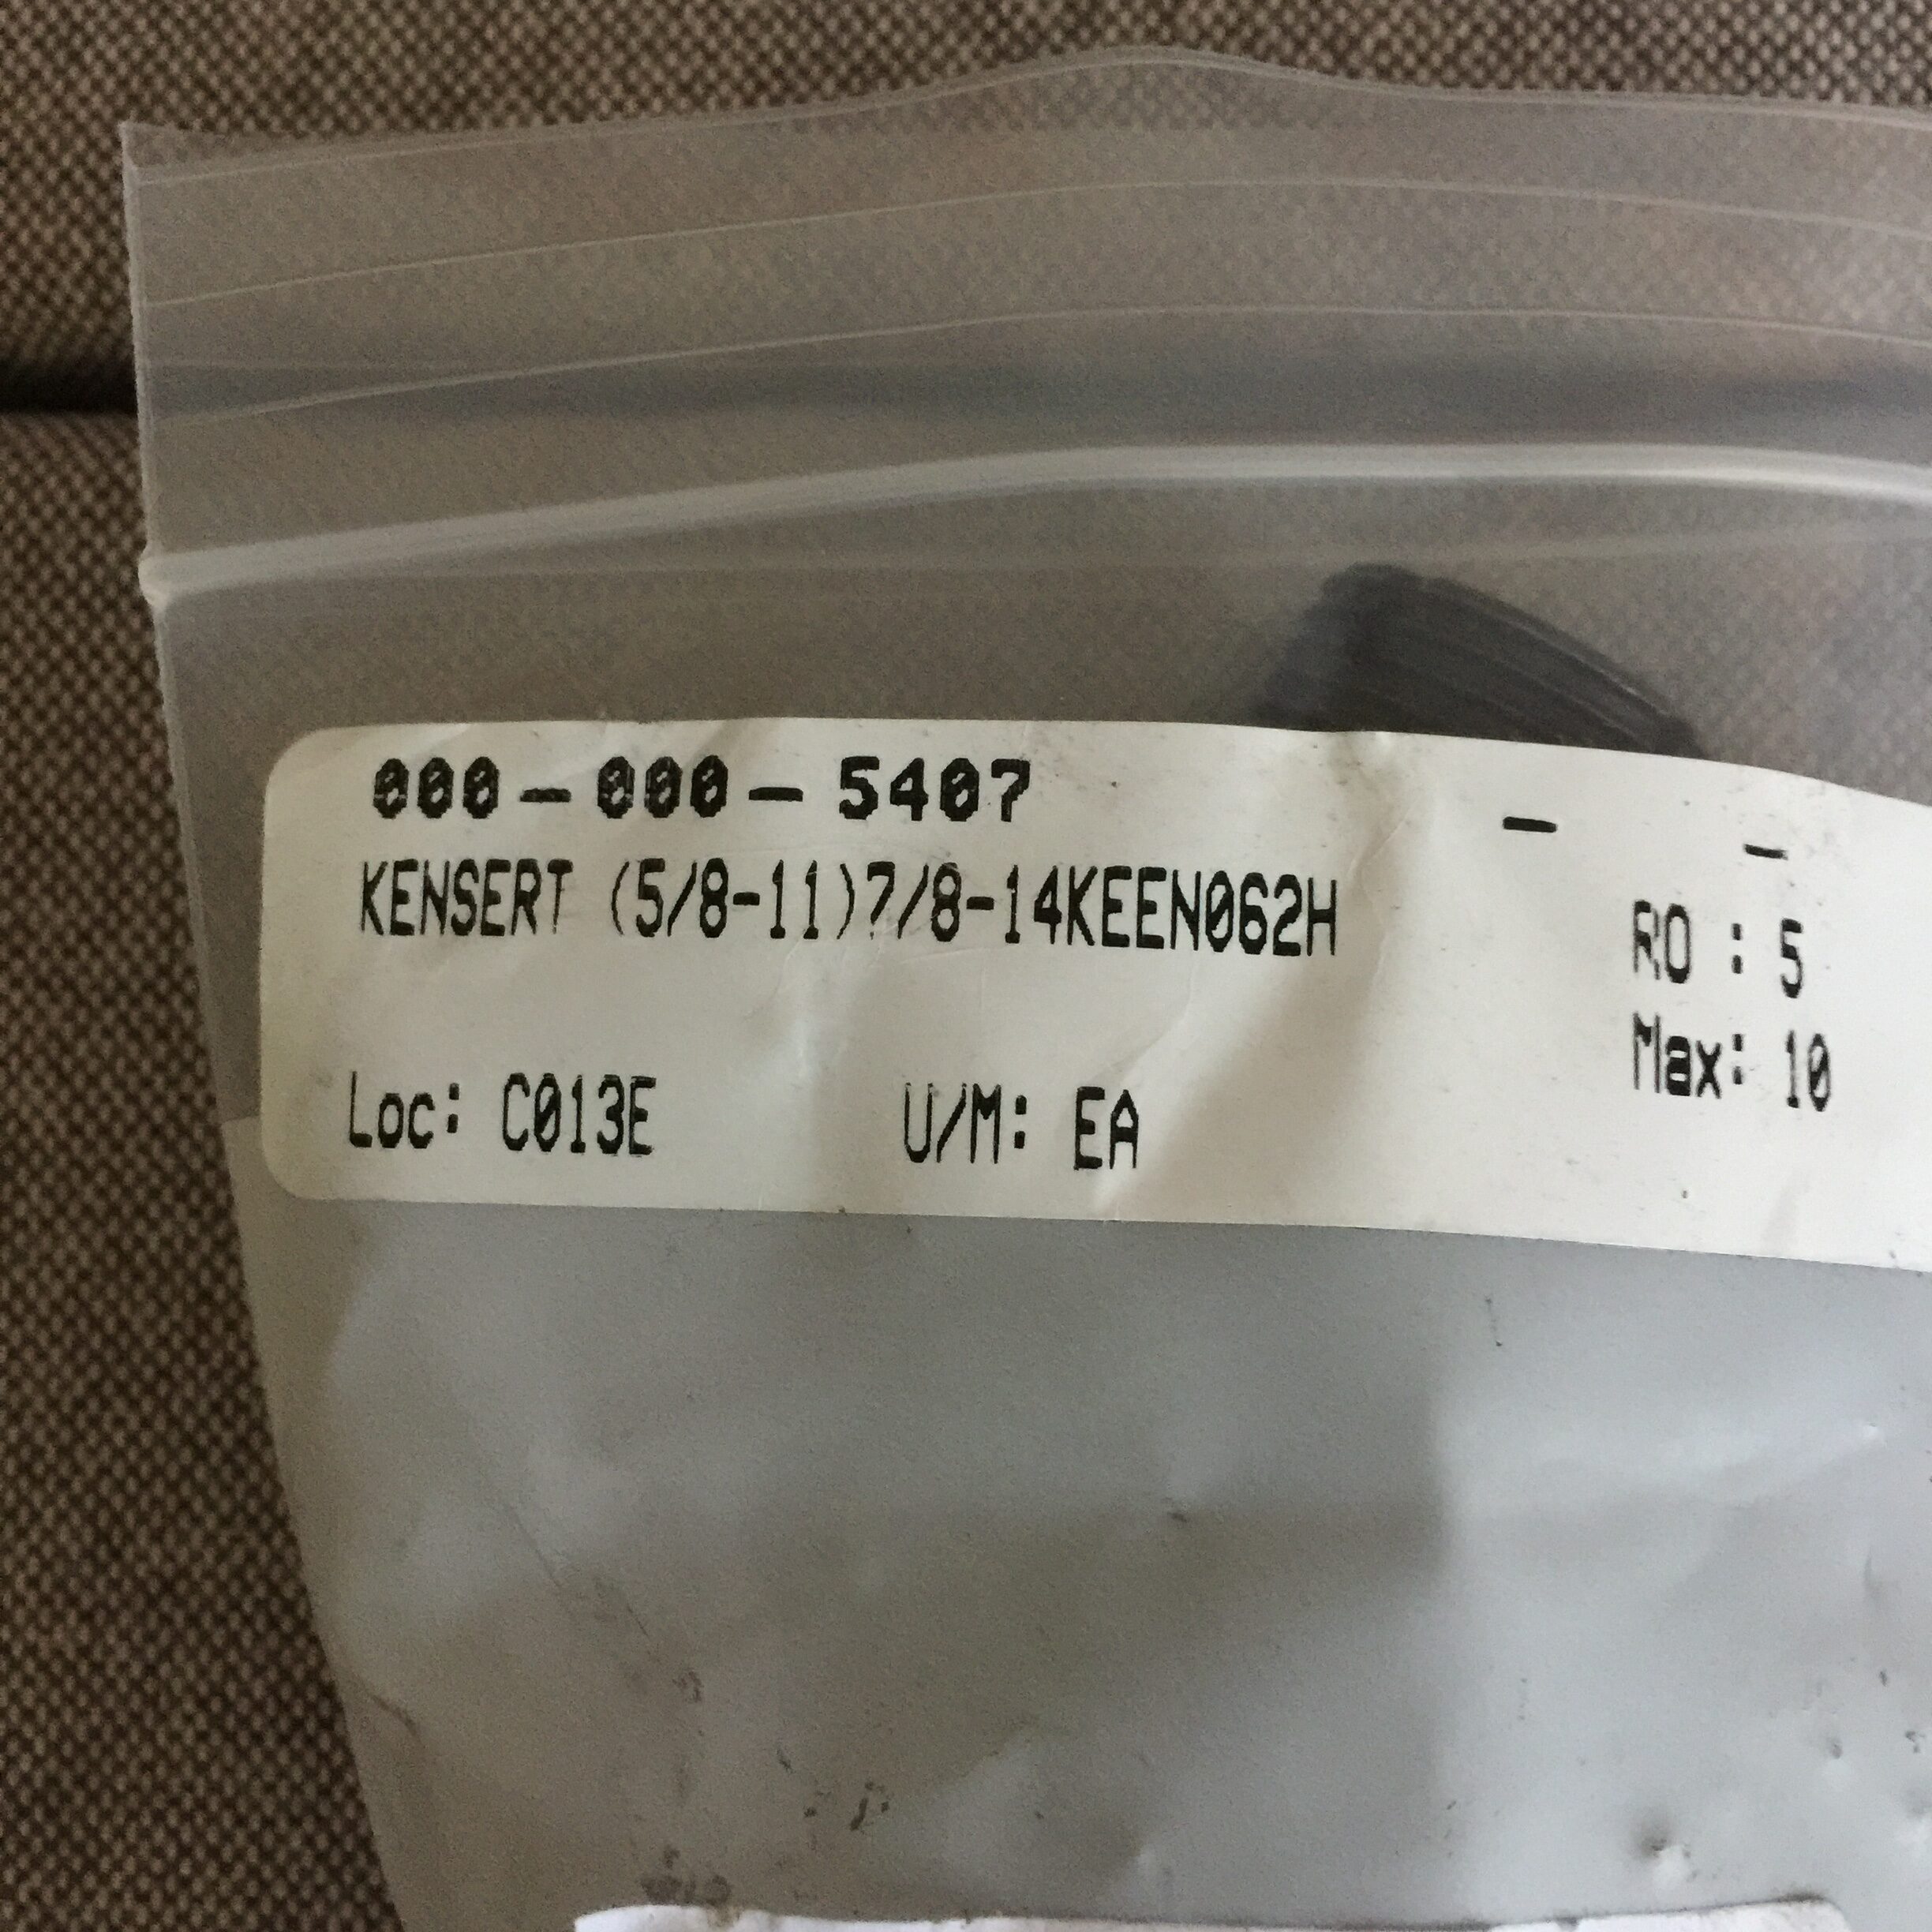 000-000-5407 - -
KENSERT (5/8-11)7/8-14KEEN062H
RO : 5
Max: 10
Loc: C013E U/M: EA